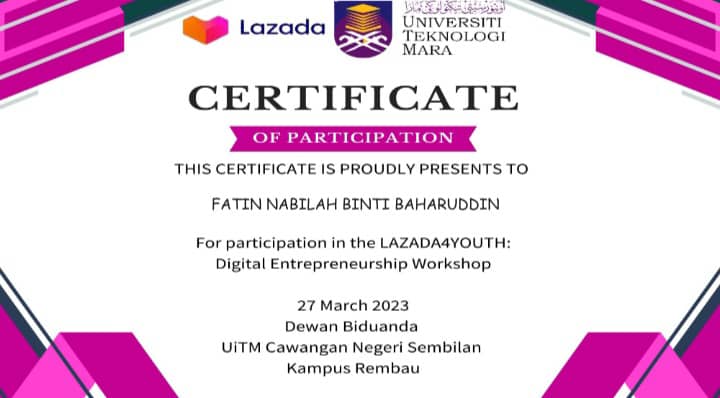 Lazada
UNIVERSITI
TEKNOLOGI
MARA
CERTIFICATE
OF PARTICIPATION
THIS CERTIFICATE IS PROUDLY PRESENTS TO
FATIN NABILAH BINTI BAHARUDDIN
For participation in the LAZADA4YOUTH:
Digital Entrepreneurship Workshop
27 March 2023
Dewan Biduanda
UiTM Cawangan Negeri Sembilan
Kampus Rembau